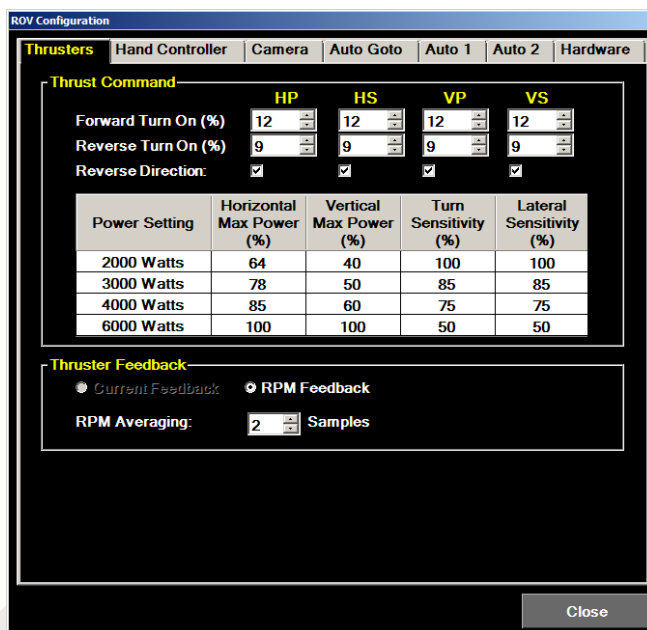 ROV Configuration
Thrusters Hand Controller Camera Auto Goto Auto 1 Auto 2 Hardware
Thrust Command
HP HS VP VS
Forward Turn On (%) 12 12 12 12
Reverse Turn On (%) 9 9 9 9
Reverse Direction:
Power Setting Horizontal Max Power (%) Vertical Max Power (%) Turn Sensitivity (%) Lateral Sensitivity (%)
2000 Watts 64 40 100 100
3000 Watts 78 50 85 85
4000 Watts 85 60 75 75
6000 Watts 100 100 50 50
Thruster Feedback
Current Feedback RPM Feedback
RPM Averaging: 2 Samples
Close